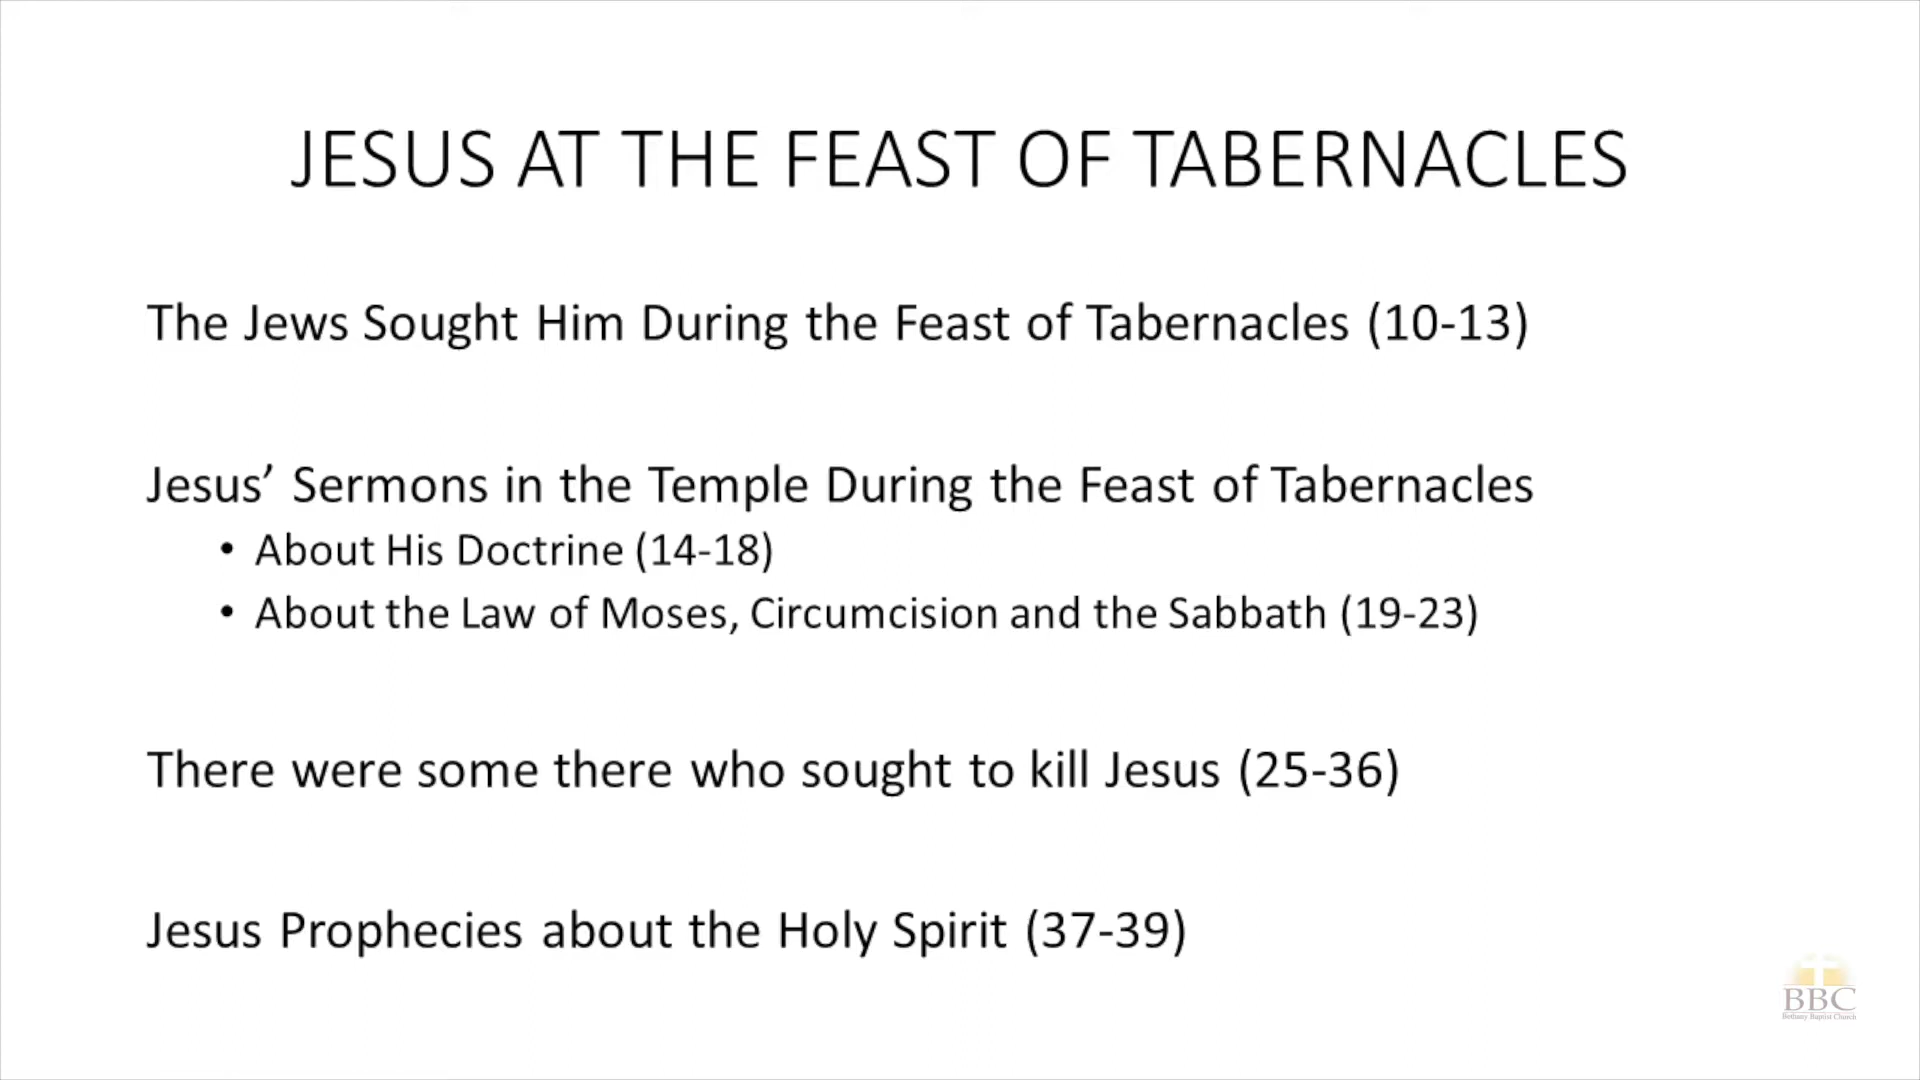 JESUS AT THE FEAST OF TABERNACLES
The Jews Sought Him During the Feast of Tabernacles (10-13)
Jesus’ Sermons in the Temple During the Feast of Tabernacles
• About His Doctrine (14-18)
• About the Law of Moses, Circumcision and the Sabbath (19-23)
There were some there who sought to kill Jesus (25-36)
Jesus Prophecies about the Holy Spirit (37-39)
BBC
Bethany Baptist Church